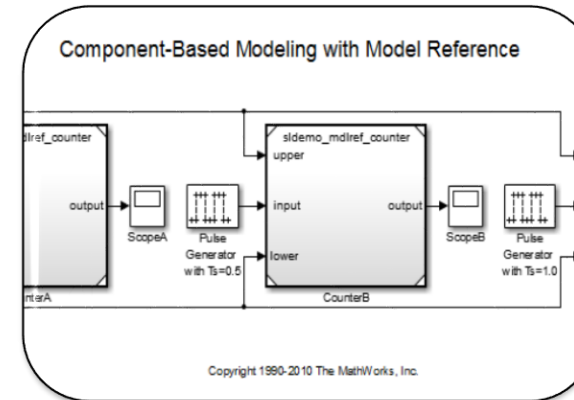 Component-Based Modeling with Model Reference
dlref_counter
sldemo_mdlref_counter
upper
output
input
output
ScopeA
Pulse
Generator
with Ts=0.5
ScopeB
Pulse
Generator
with Ts=1.0
lower
nterA
CounterB
Copyright 1990-2010 The MathWorks, Inc.